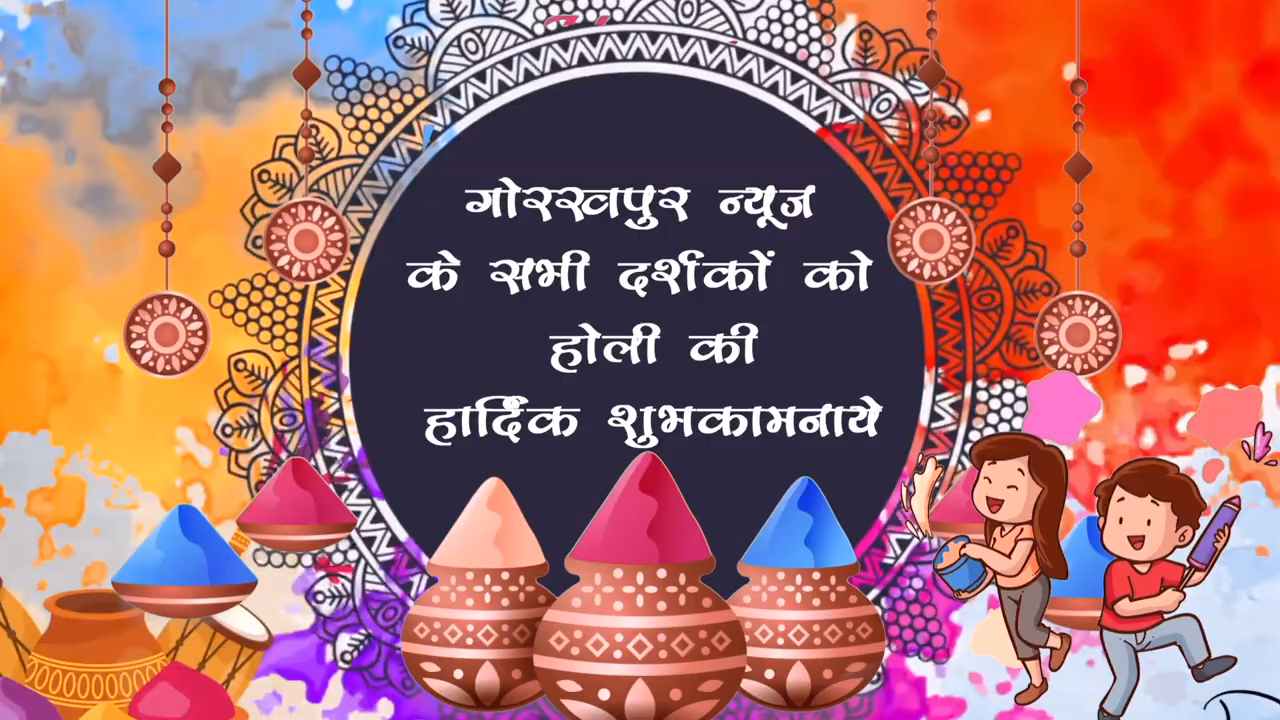 गोरखपुर न्यूज
के सभी दर्शकों को
होली की
हार्दिक शुभकामनाये